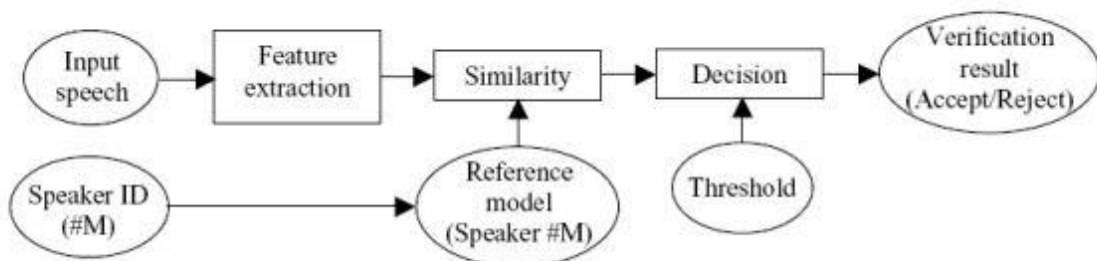 Input
speech
Feature
extraction
Similarity
Decision
Verification
result
(Accept/Reject)
Speaker ID
(#M)
Reference
model
(Speaker #M)
Threshold